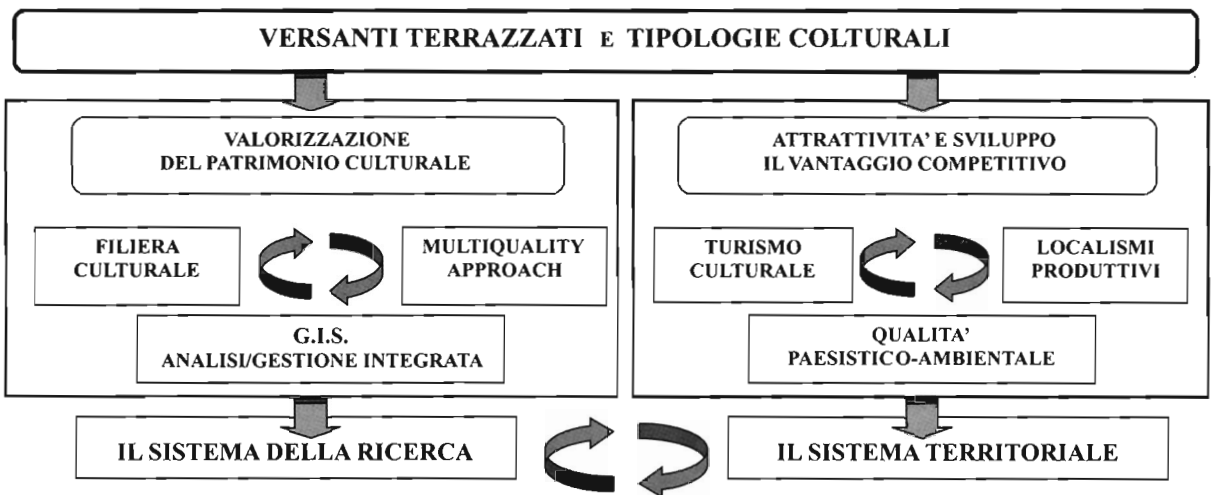 VERSANTI TERRAZZATI E TIPOLOGIE COLTURALI
VALORIZZAZIONE
DEL PATRIMONIO CULTURALE
FILIERA
CULTURALE
MULTIQUALITY
APPROACH
G.I.S.
ANALISI/GESTIONE INTEGRATA
IL SISTEMA DELLA RICERCA
ATTRATTIVITA' E SVILUPPO
IL VANTAGGIO COMPETITIVO
TURISMO
CULTURALE
LOCALISMI
PRODUTTIVI
QUALITA'
PAESISTICO-AMBIENTALE
IL SISTEMA TERRITORIALE